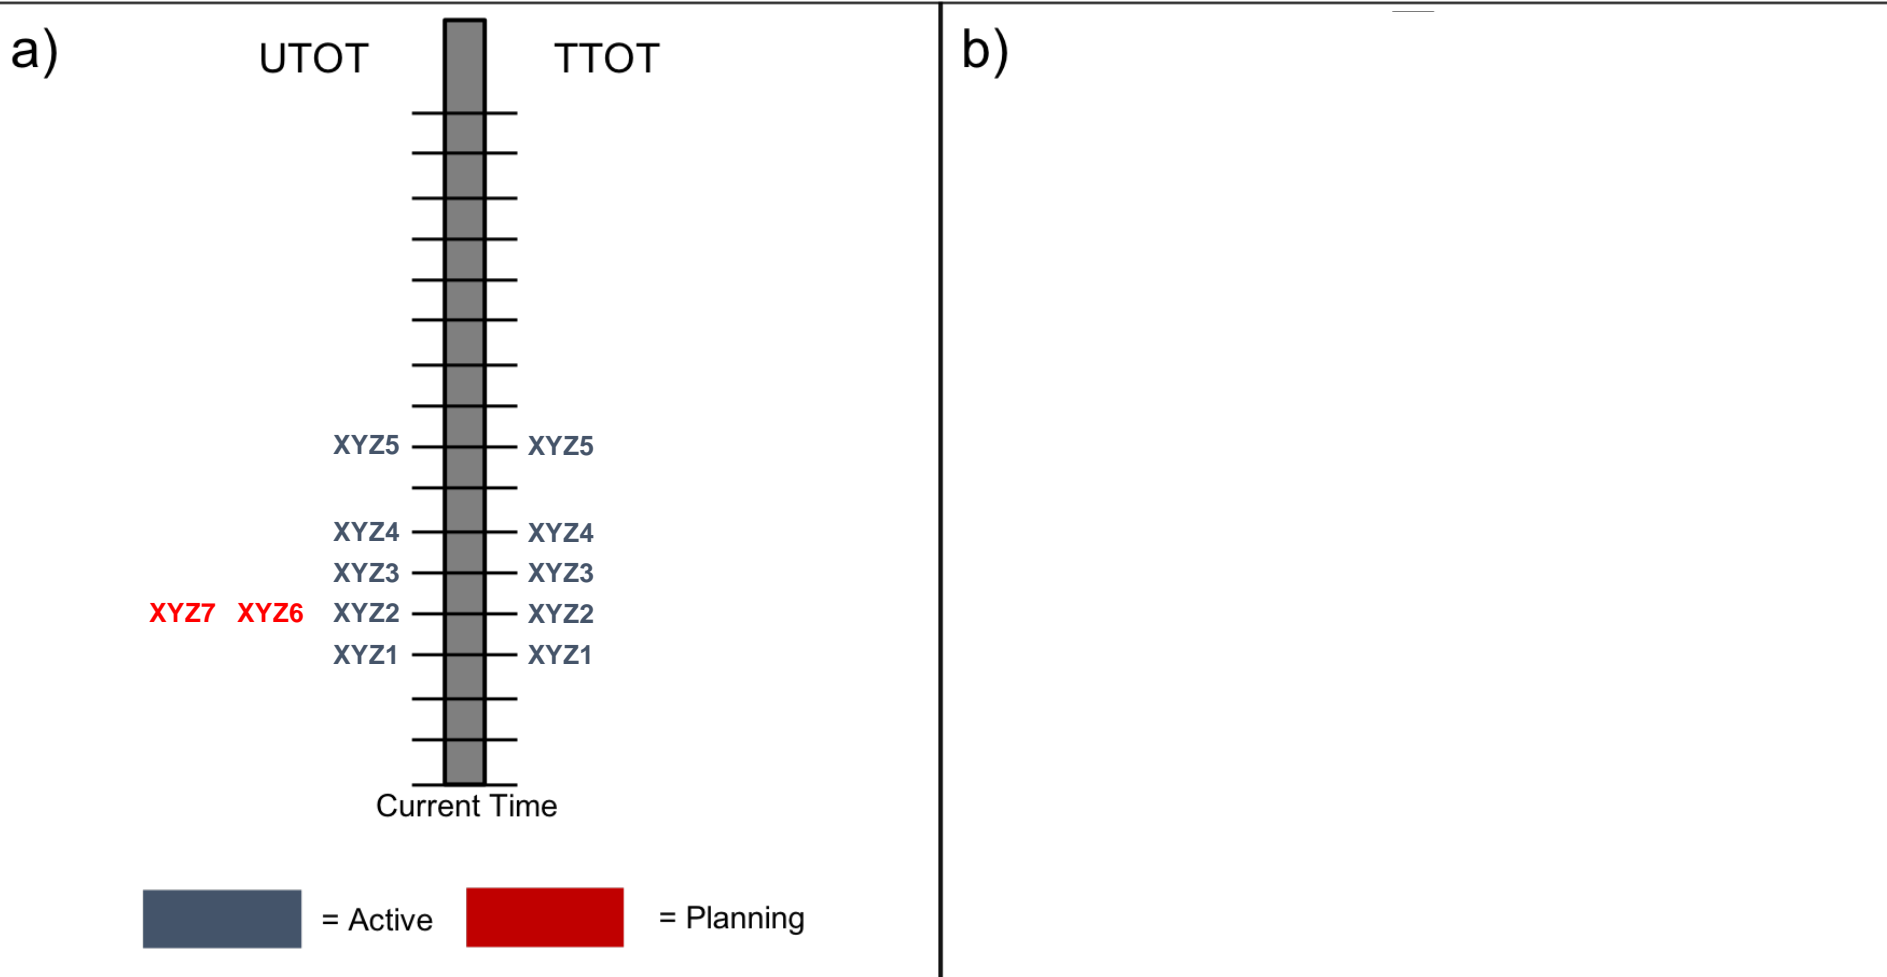 a)
UTOT TTOT
XYZ5 XYZ5
XYZ4 XYZ4
XYZ3 XYZ3
XYZ7 XYZ6 XYZ2 XYZ2
XYZ1 XYZ1
Current Time
= Active = Planning
b)